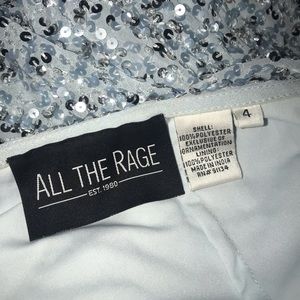 ALL THE RAGE
EST. 1980
4
SHELL:
100% POLYESTER
EXCLUSIVE OF
ORNAMENTATION
LINING:
100% POLYESTER
MADE IN INDIA
RN# 91134